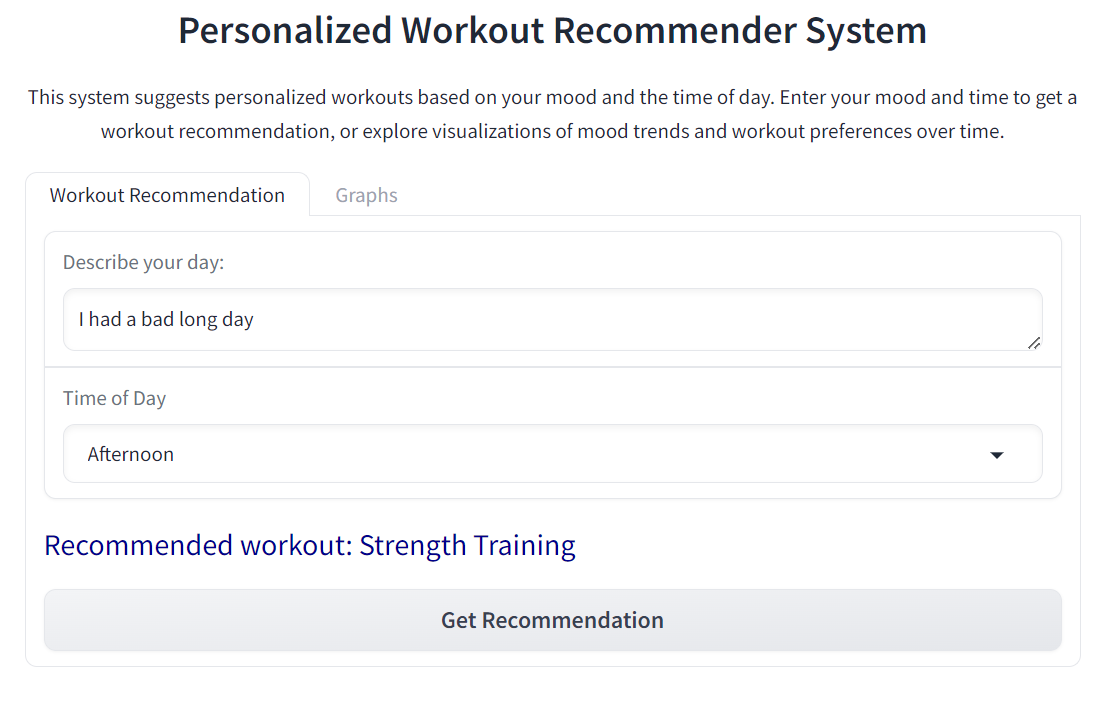 Personalized Workout Recommender System
This system suggests personalized workouts based on your mood and the time of day. Enter your mood and time to get a
workout recommendation, or explore visualizations of mood trends and workout preferences over time.
Workout Recommendation
Graphs
Describe your day:
I had a bad long day
Time of Day
Afternoon
Recommended workout: Strength Training
Get Recommendation